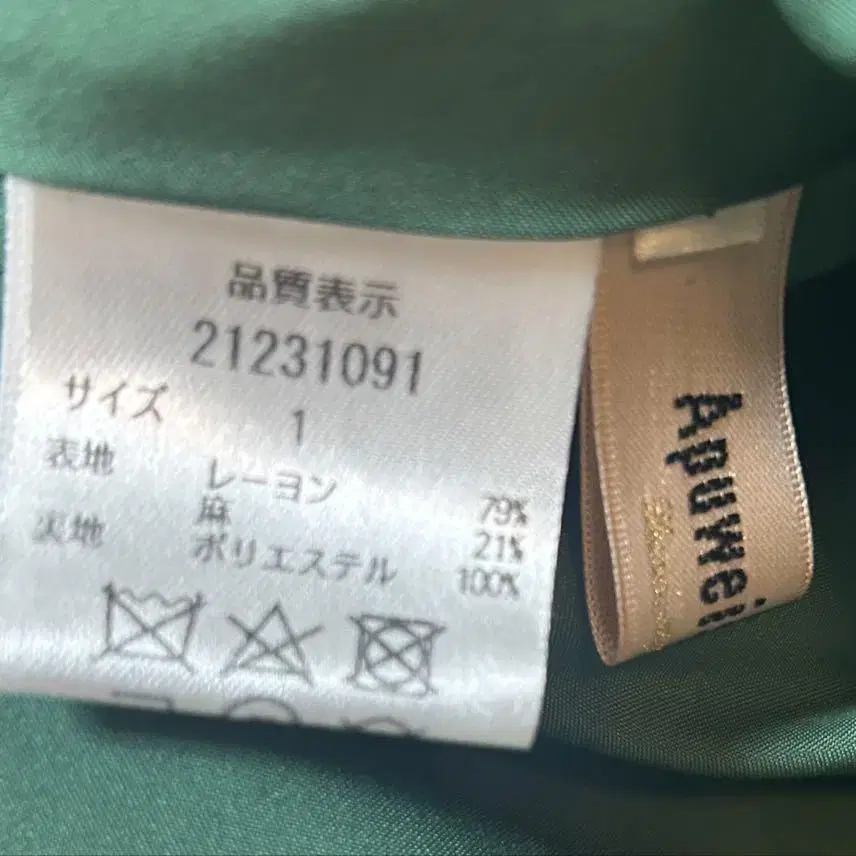 品質表示
21231091
サイズ 1
表地 レーヨン 79%
麻 21%
裏地 ポリエステル 100%
Apuwei